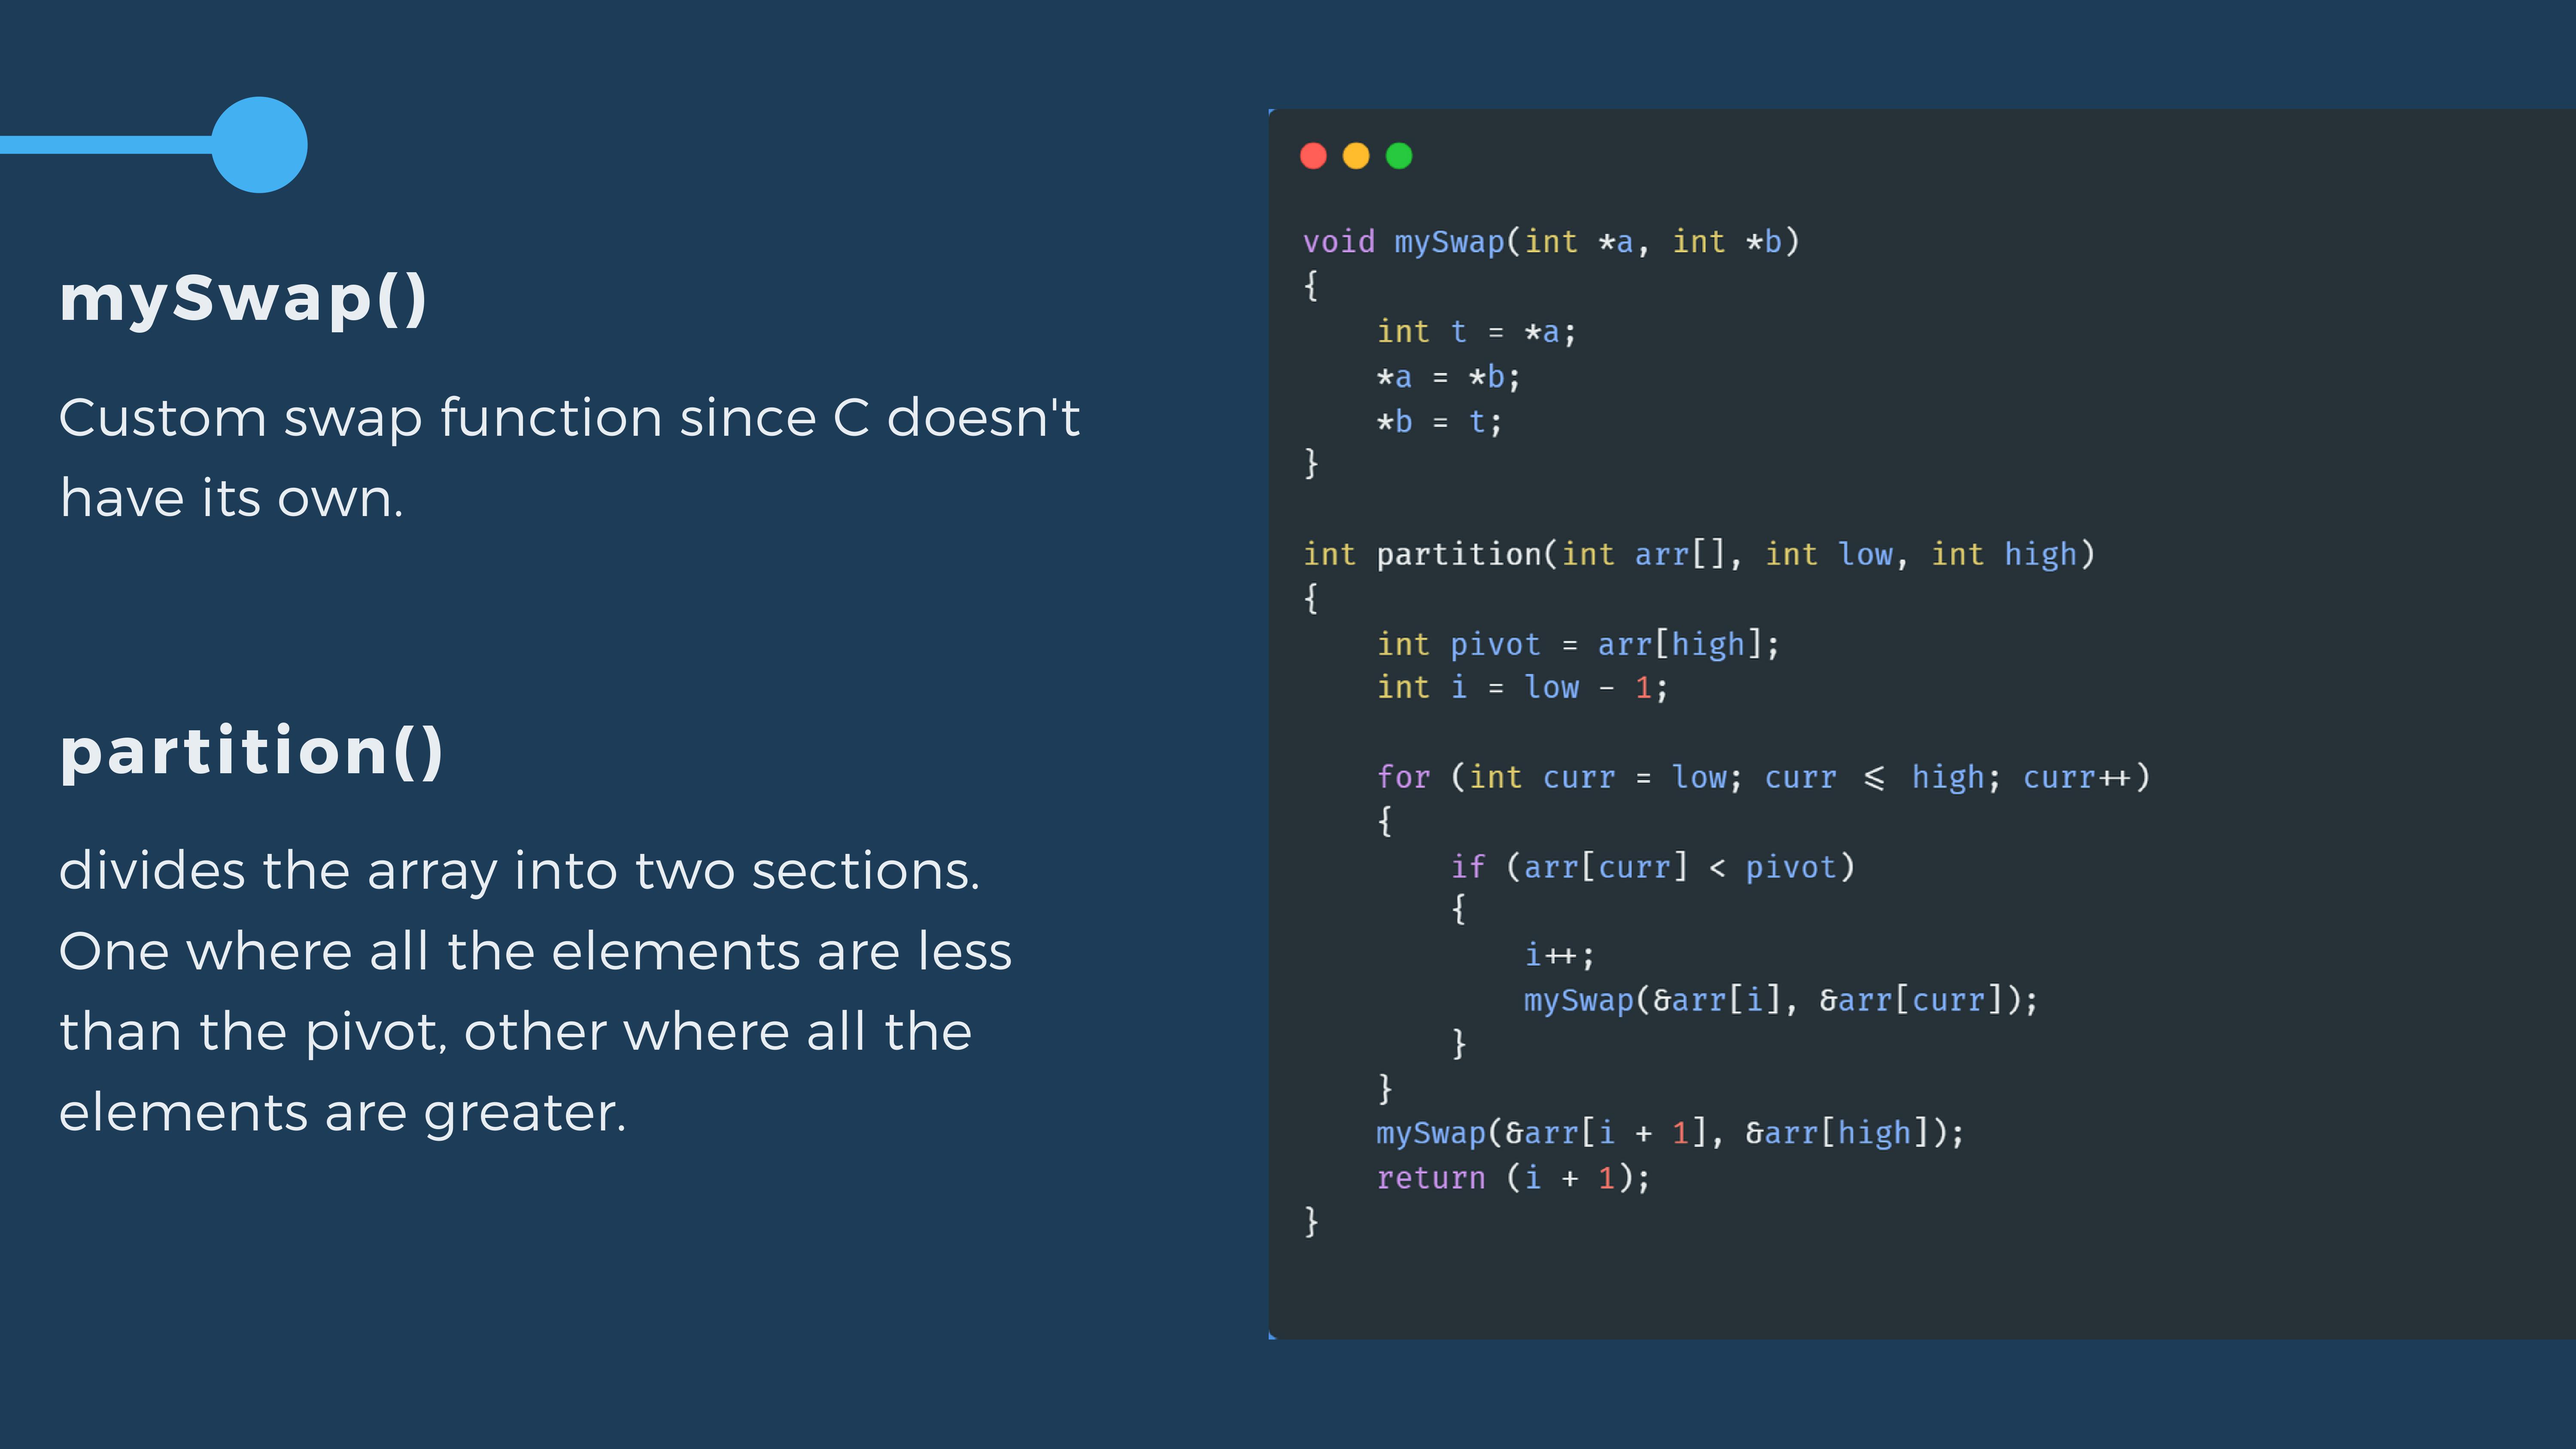 mySwap()
Custom swap function since C doesn't
have its own.
partition()
divides the array into two sections.
One where all the elements are less
than the pivot, other where all the
elements are greater.
void mySwap(int *a, int *b)
{
    int t = *a;
    *a = *b;
    *b = t;
}
int partition(int arr[], int low, int high)
{
    int pivot = arr[high];
    int i = low - 1;
    for (int curr = low; curr <= high; curr++)
    {
        if (arr[curr] < pivot)
        {
            i++;
            mySwap(&arr[i], &arr[curr]);
        }
    }
    mySwap(&arr[i + 1], &arr[high]);
    return (i + 1);
}